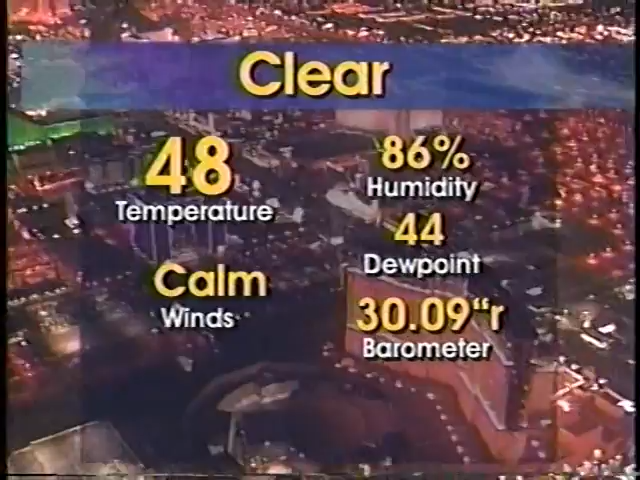 Clear
48
Temperature
Calm
Winds
86%
Humidity
44
Dewpoint
30.09“r
Barometer